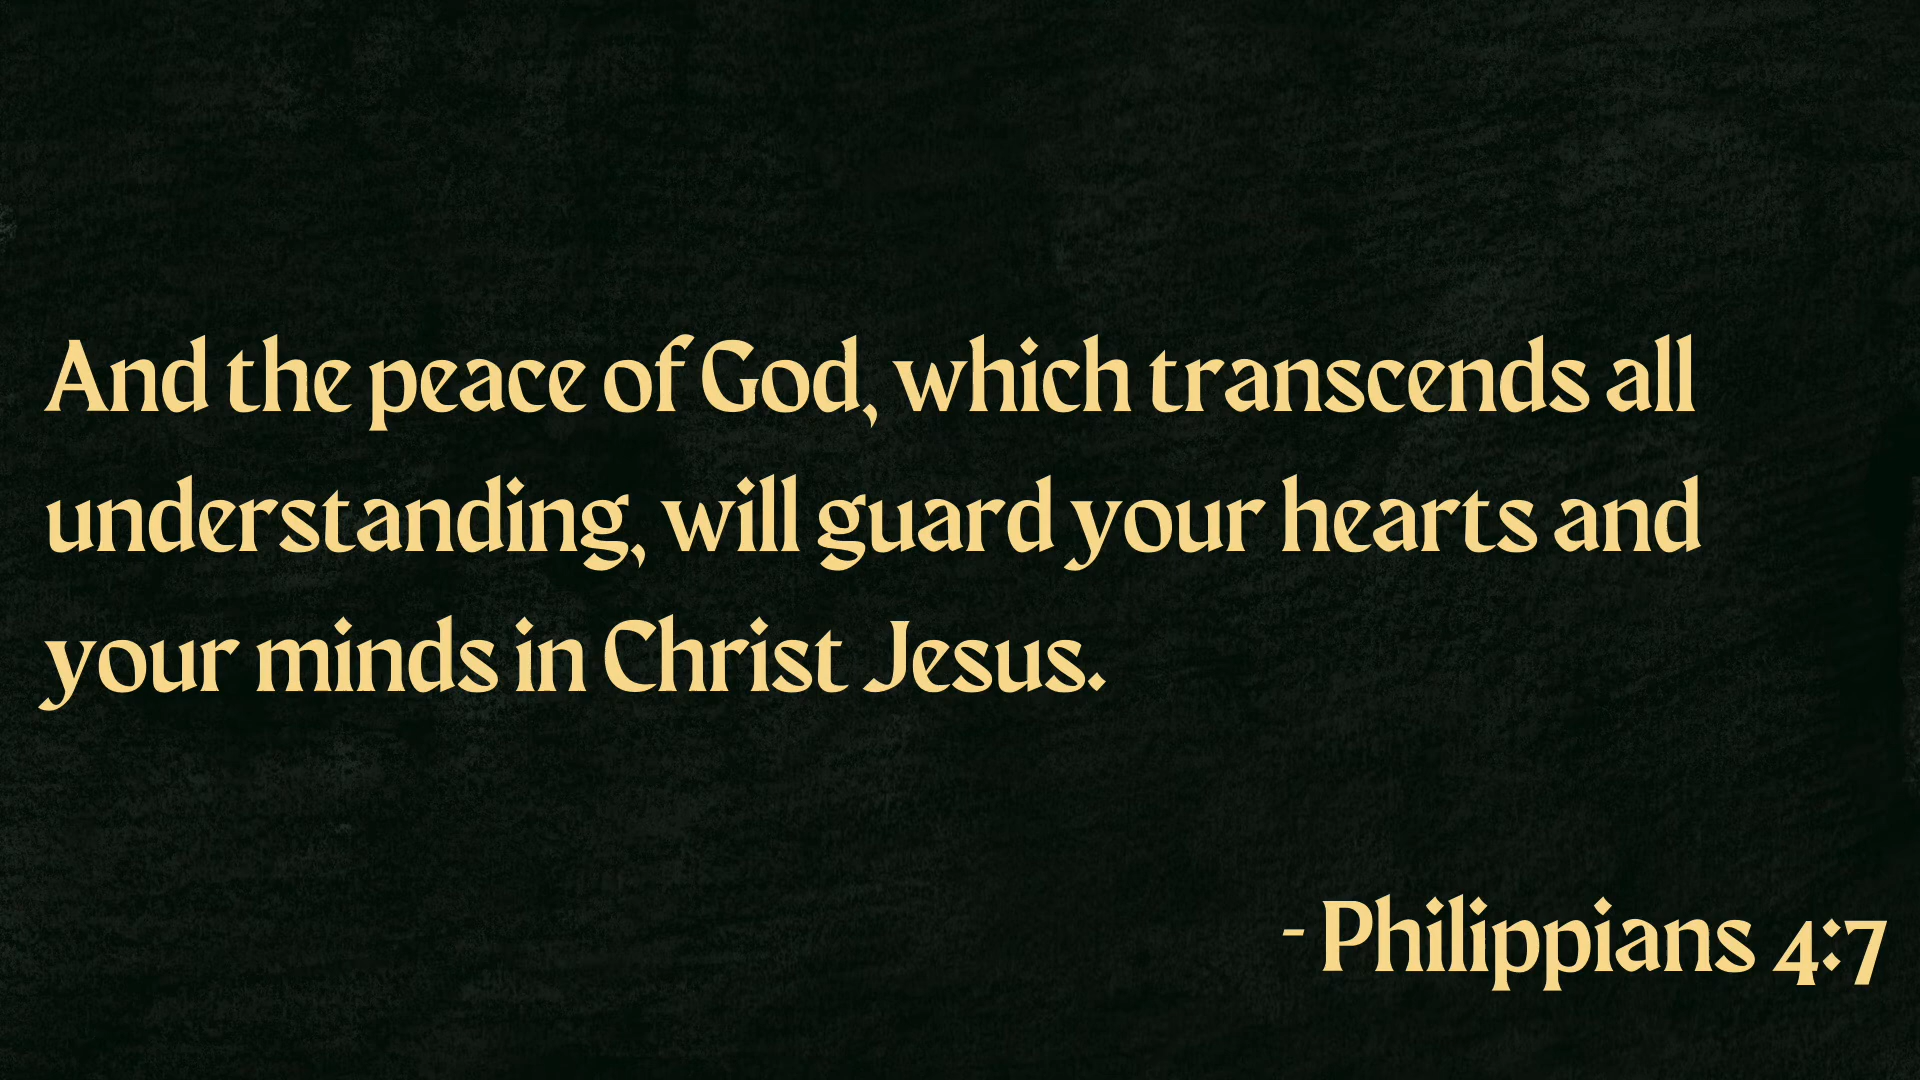 And the peace of God, which transcends all
understanding, will guard your hearts and
your minds in Christ Jesus.
- Philippians 4:7